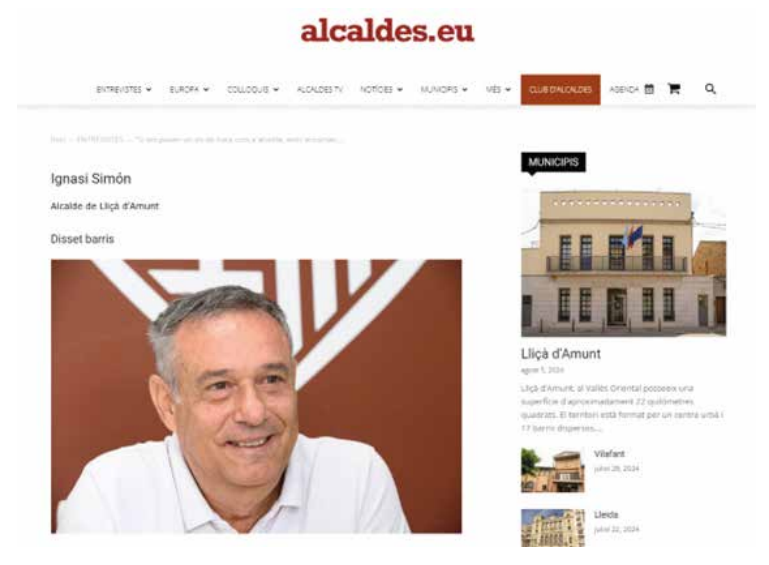 alcaldes.eu
ENTREVISTES EUROPA COL·LOQUIS ALCALDES TV NOTÍCIES MUNICIPIS MÉS CLUB D'ALCALDES AGENDA
ENTREVISTES
Ignasi Simón
Alcalde de Lliçà d'Amunt
Disset barris
MUNICIPIS
Lliçà d'Amunt
agost 5, 2024
Lliçà d'Amunt, al Vallès Oriental posseeix una
superfície d'aproximadament 22 quilòmetres
quadrats. El territori està format per un centre urbà i
17 barris dispersos,...
Vilafant
juliol 29, 2024
Lleida
juliol 22, 2024